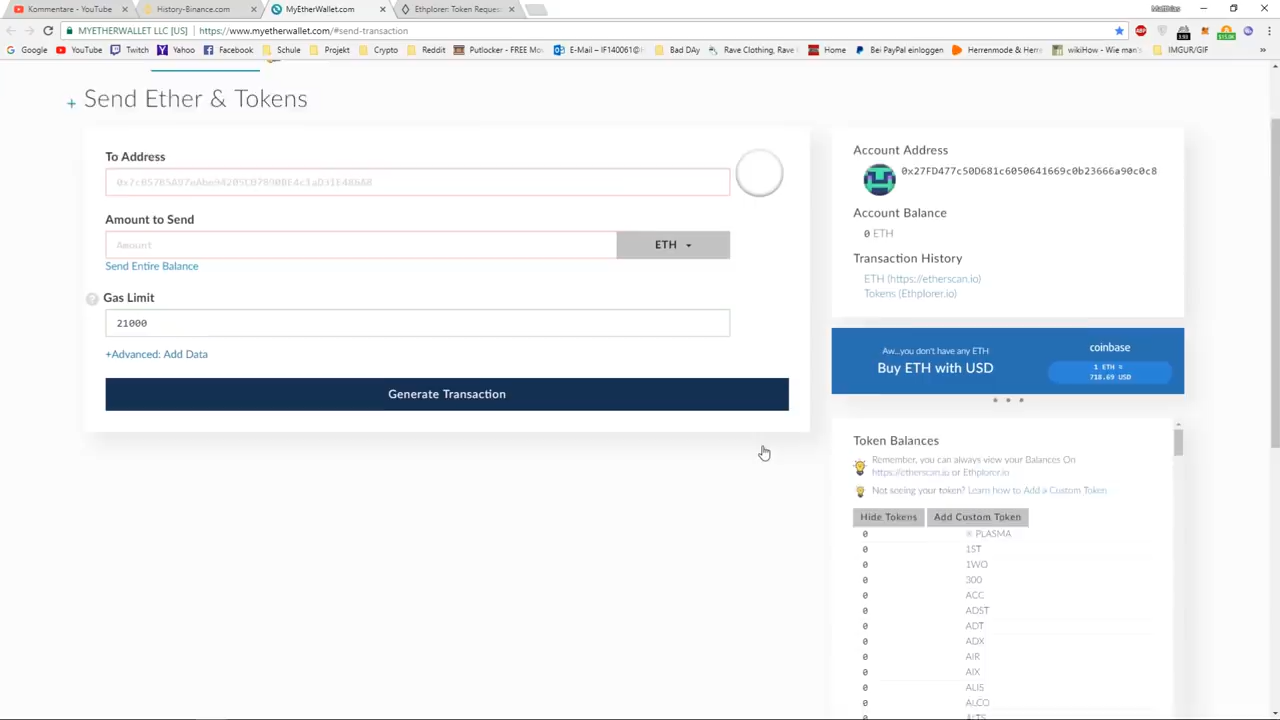 Kommentare - YouTube
History-Binance.com
MyEtherWallet.com
Ethplorer: Token Reques
Matthias
MYETHERWALLET LLC [US]
https://www.myetherwallet.com/#send-transaction
Google
YouTube
Twitch
Yahoo
Facebook
Schule
Projekt
Crypto
Reddit
Putlocker - FREE Mov
E-Mail – IF140061@H
Bad Day
Rave Clothing, Rave
Home
Bei PayPal einloggen
Herrenmode & Herre
wikiHow - Wie man's
IMGUR/GIF
+ Send Ether & Tokens
To Address
Amount to Send
Amount
ETH
Send Entire Balance
Gas Limit
21000
+Advanced: Add Data
Generate Transaction
Account Address
0x27FD477c50D681c6050641669c0b23666a90c0c8
Account Balance
0 ETH
Transaction History
ETH (https://etherscan.io)
Tokens (Ethplorer.io)
Aw...you don't have any ETH
Buy ETH with USD
coinbase
1 ETH ≈
718.69 USD
Token Balances
Remember, you can always view your Balances On
https://etherscan.io or Ethplorer.io
Not seeing your token? Learn how to Add a Custom Token
Hide Tokens
Add Custom Token
0 PLASMA
0 1ST
0 1WO
0 300
0 ACC
0 ADST
0 ADT
0 ADX
0 AIR
0 AIX
0 ALIS
0 ALCO
0 ALTS